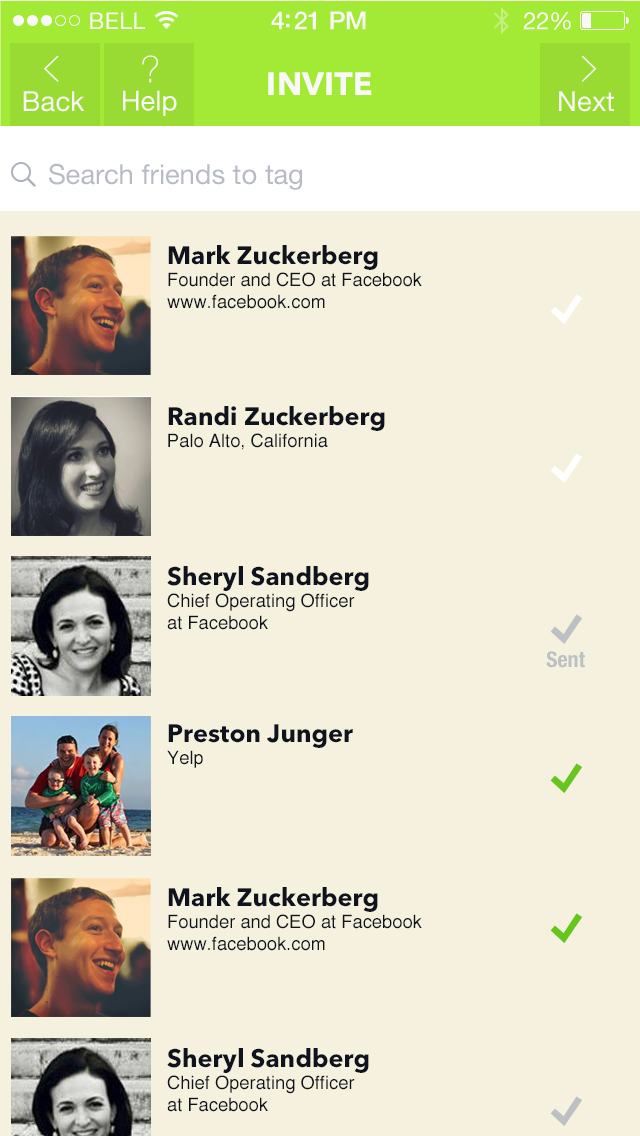 BELL 4:21 PM 22%
Back ? Help INVITE Next
Search friends to tag
Mark Zuckerberg
Founder and CEO at Facebook
www.facebook.com
Randi Zuckerberg
Palo Alto, California
Sheryl Sandberg
Chief Operating Officer
at Facebook
Sent
Preston Junger
Yelp
Mark Zuckerberg
Founder and CEO at Facebook
www.facebook.com
Sheryl Sandberg
Chief Operating Officer
at Facebook